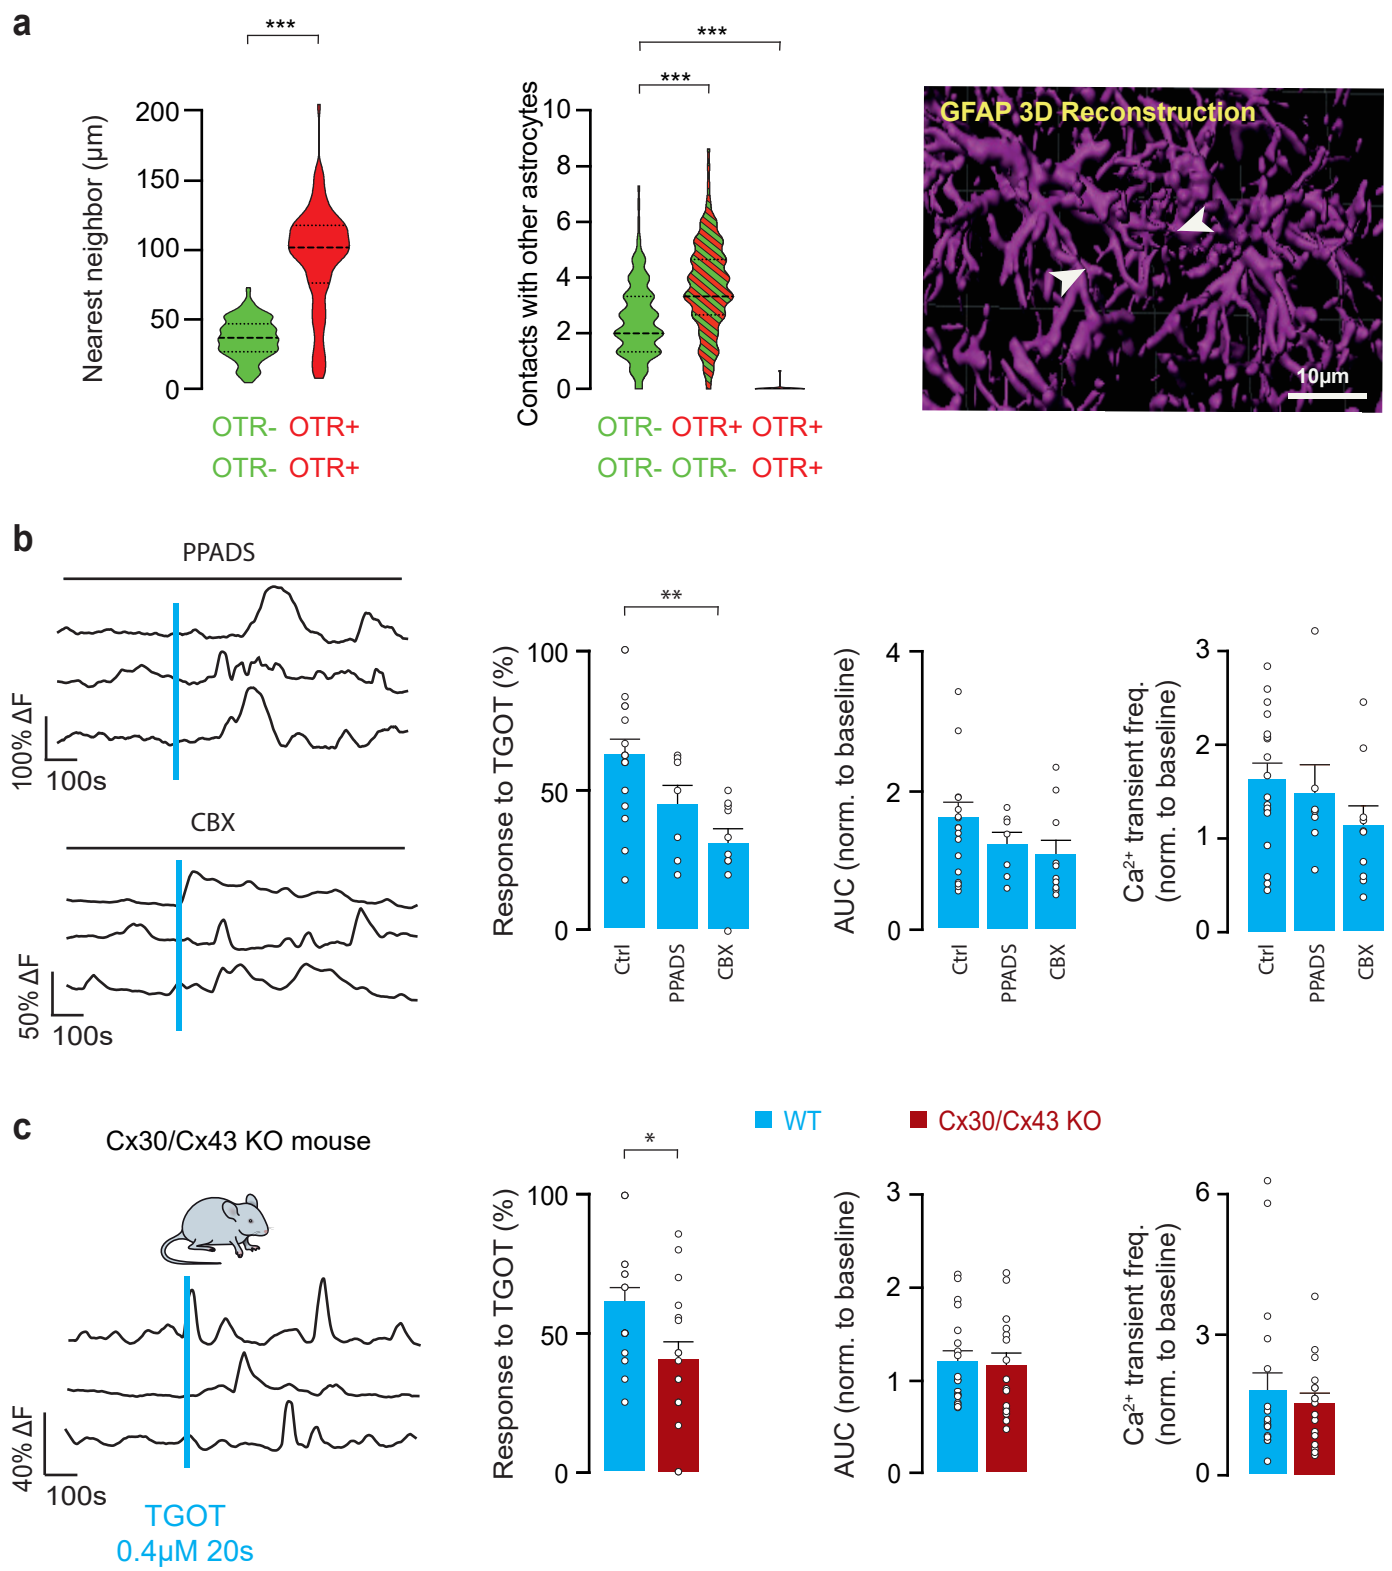 a
***
Nearest neighbor (µm)
200
150
100
50
0
OTR- OTR+
OTR- OTR+
***
***
Contacts with other astrocytes
10
8
6
4
2
0
OTR- OTR+ OTR+
OTR- OTR- OTR+
GFAP 3D Reconstruction
10µm
b
PPADS
100% ΔF
100s
CBX
50% ΔF
100s
**
Response to TGOT (%)
100
50
0
Ctrl
PPADS
CBX
AUC (norm. to baseline)
4
2
0
Ctrl
PPADS
CBX
Ca²⁺ transient freq.
(norm. to baseline)
3
2
1
0
Ctrl
PPADS
CBX
c
Cx30/Cx43 KO mouse
40% ΔF
100s
TGOT
0.4µM 20s
WT
Cx30/Cx43 KO
*
Response to TGOT (%)
100
50
0
AUC (norm. to baseline)
3
2
1
0
Ca²⁺ transient freq.
(norm. to baseline)
6
3
0